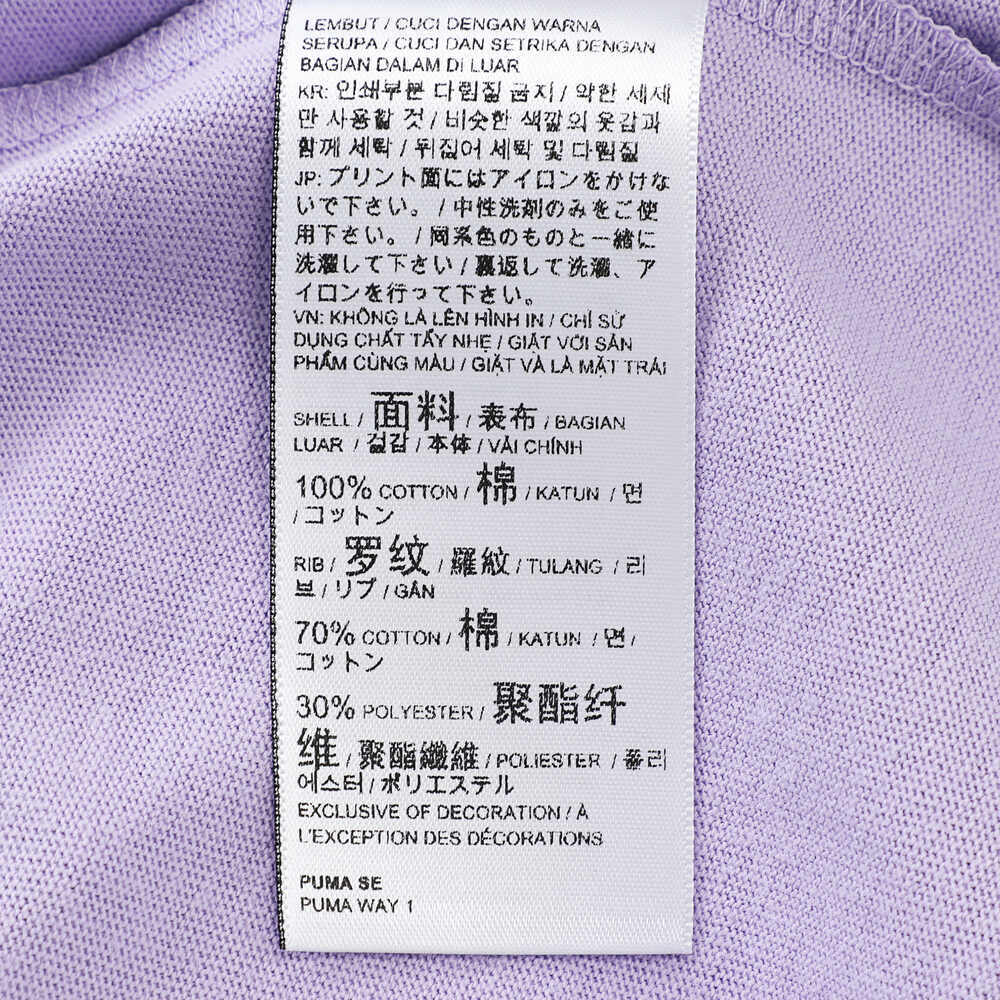 LEMBUT / CUCI DENGAN WARNA
SERUPA / CUCI DAN SETRIKA DENGAN
BAGIAN DALAM DI LUAR
KR: 인쇄부분 다림질 금지 / 약한 세제
만 사용할 것 / 비슷한 색깔의 옷감과
함께 세탁 / 뒤집어 세탁 및 다림질
JP: プリント面にはアイロンをかけな
いで下さい。 / 中性洗剤のみをご使
用下さい。 / 同系色のものと一緒に
洗濯して下さい / 裏返して洗濯、ア
イロンを行って下さい。
VN: KHÔNG LÀ LÊN HÌNH IN / CHỈ SỬ
DỤNG CHẤT TẨY NHẸ / GIẶT VỚI SẢN
PHẨM CÙNG MÀU / GIẶT VÀ LÀ MẶT TRÁI
SHELL / 面料 / 表布 / BAGIAN
LUAR / 겉감 / 本体 / VẢI CHÍNH
100% COTTON / 棉 / KATUN / 면
/ コットン
RIB / 罗纹 / 羅紋 / TULANG / 리
브 / リブ / GÂN
70% COTTON / 棉 / KATUN / 면 /
コットン
30% POLYESTER / 聚酯纤
维 / 聚酯纖維 / POLIESTER / 폴리
에스터 / ポリエステル
EXCLUSIVE OF DECORATION / À
L'EXCEPTION DES DÉCORATIONS
PUMA SE
PUMA WAY 1